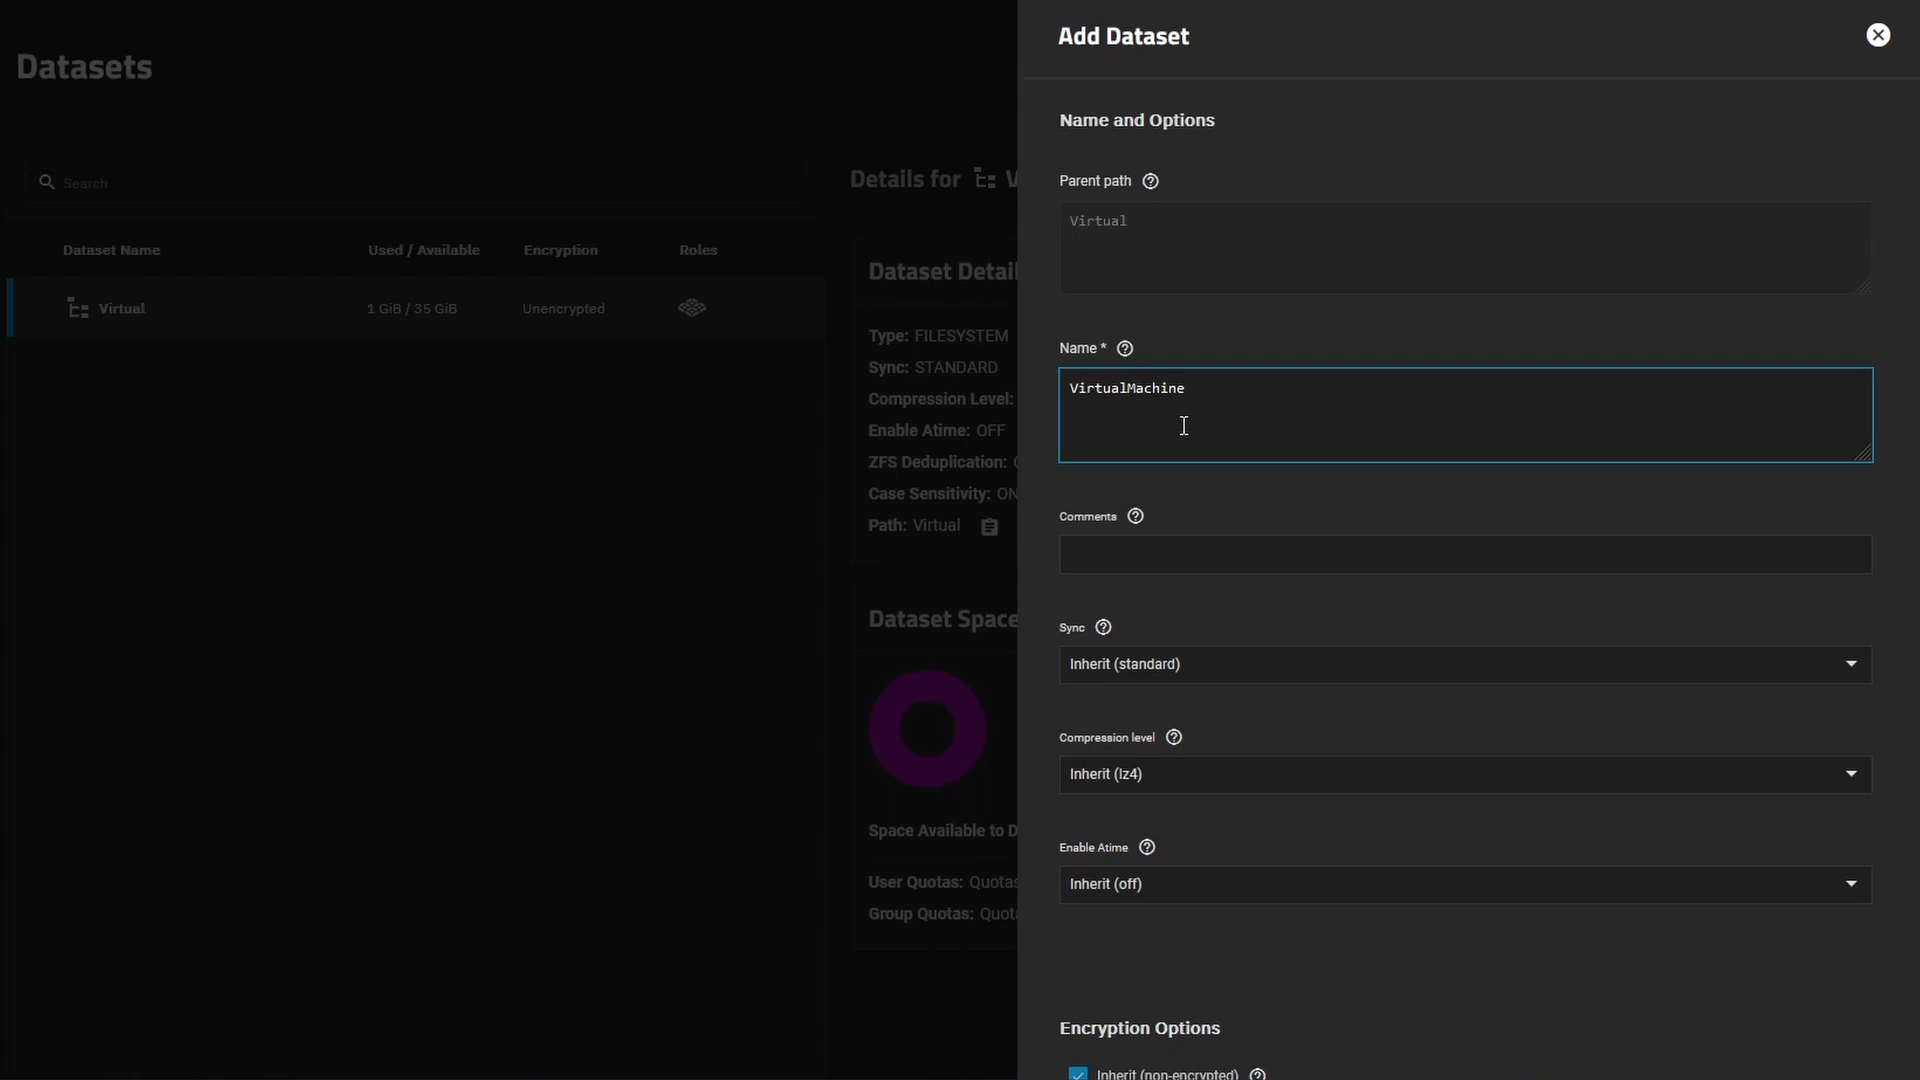 Datasets
Search
Dataset Name
Used / Available
Encryption
Roles
Virtual
1 GiB / 35 GiB
Unencrypted
Details for
Dataset Detail
Type: FILESYSTEM
Sync: STANDARD
Compression Level:
Enable Atime: OFF
ZFS Deduplication:
Case Sensitivity: ON
Path: Virtual
Dataset Space
Space Available to D
User Quotas: Quotas
Group Quotas: Quota
Add Dataset
Name and Options
Parent path
Virtual
Name *
VirtualMachine
Comments
Sync
Inherit (standard)
Compression level
Inherit (lz4)
Enable Atime
Inherit (off)
Encryption Options
Inherit (non-encrypted)